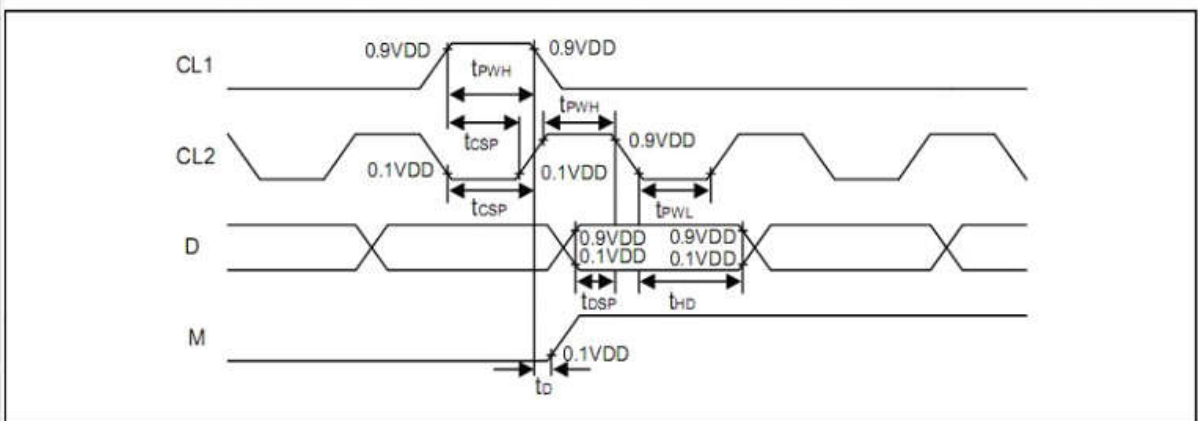 CL1
0.9VDD
0.9VDD
tPWH
tPWH
tCSP
CL2
0.9VDD
0.1VDD
0.1VDD
tCSP
tPWL
D
0.9VDD
0.9VDD
0.1VDD
0.1VDD
tDSP
tHD
M
0.1VDD
tD